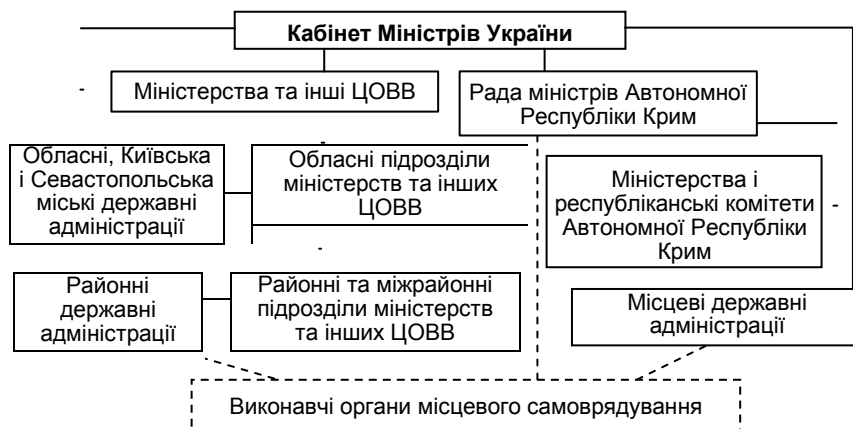 Кабінет Міністрів України
Міністерства та інші ЦОВВ
Рада міністрів Автономної
Республіки Крим
Обласні, Київська
і Севастопольська
міські державні
адміністрації
Обласні підрозділи
міністерств та інших
ЦОВВ
Міністерства і
республіканські комітети
Автономної Республіки
Крим
Районні
державні
адміністрації
Районні та міжрайонні
підрозділи міністерств
та інших ЦОВВ
Місцеві державні
адміністрації
Виконавчі органи місцевого самоврядування